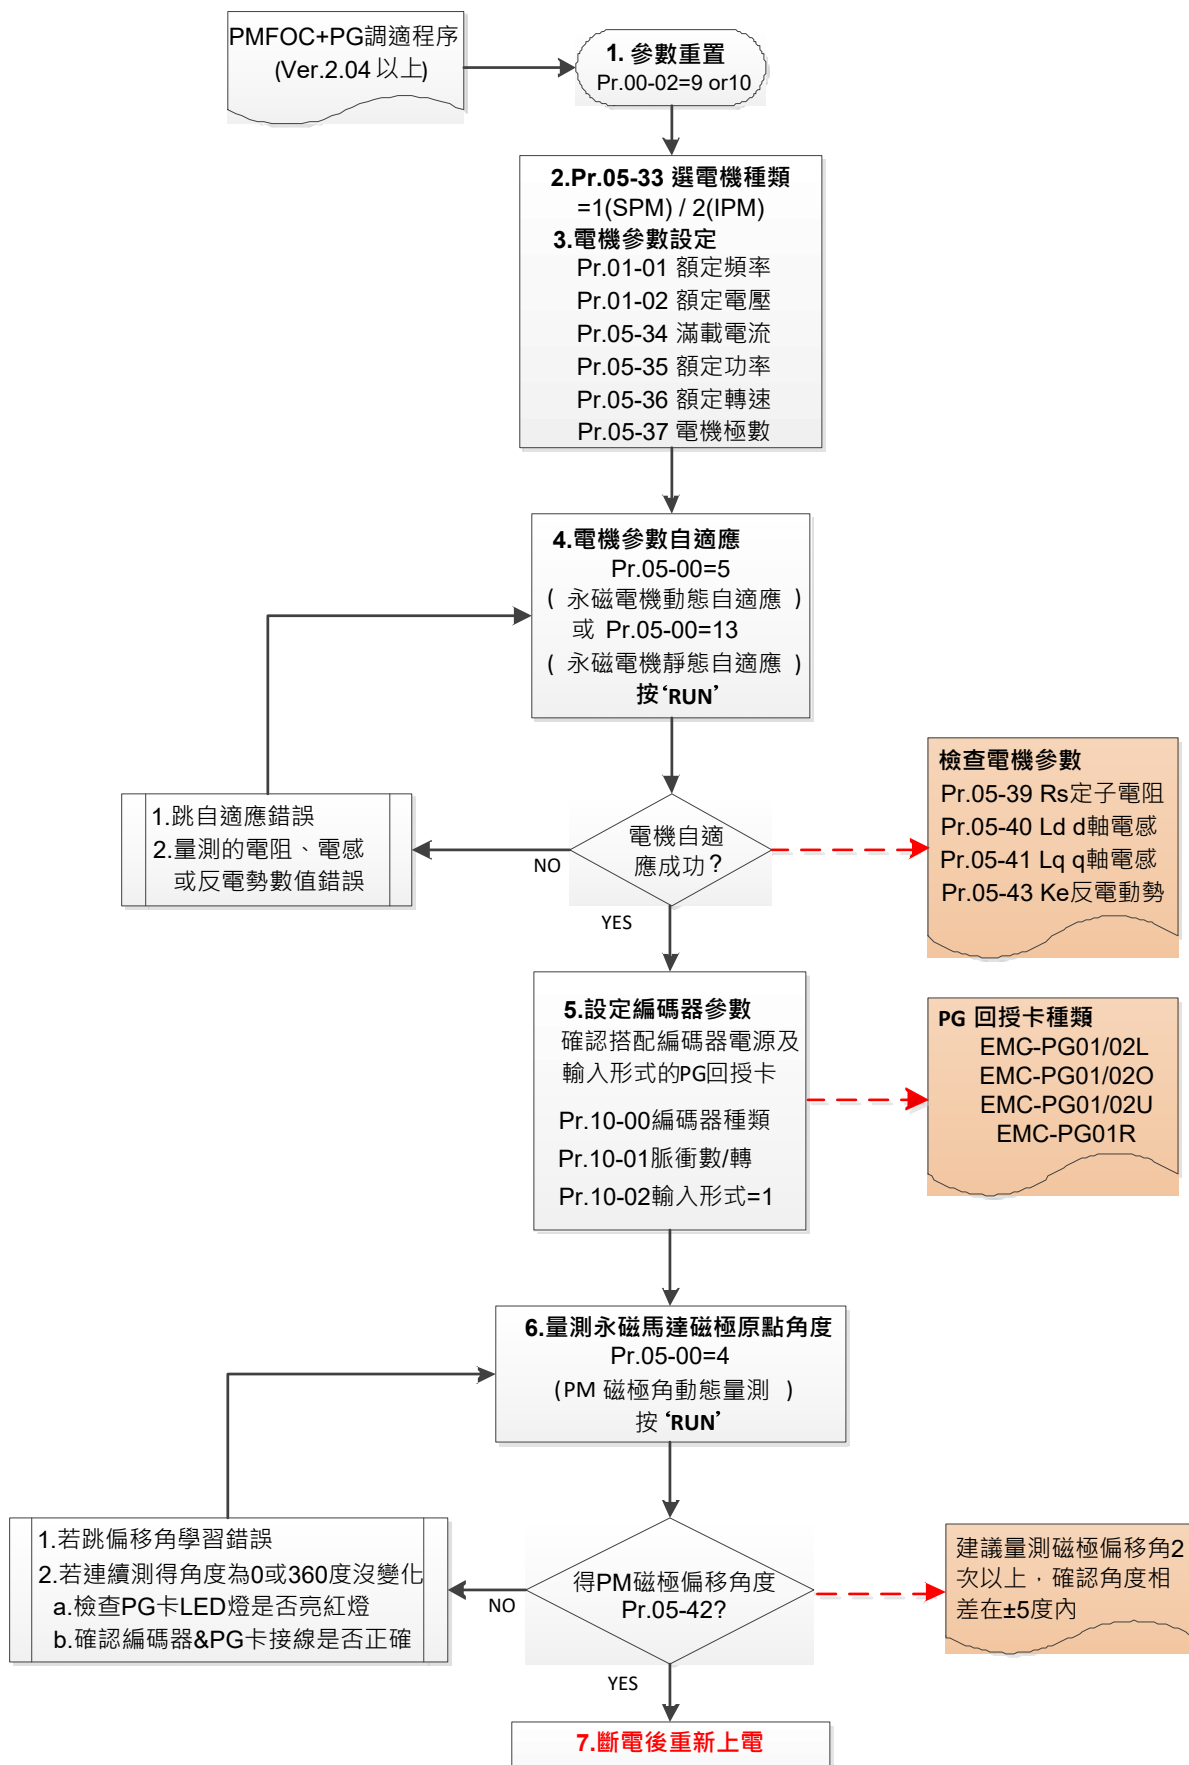 PMFOC+PG調適程序
(Ver.2.04 以上)
1. 參數重置
Pr.00-02=9 or10
2.Pr.05-33 選電機種類
=1(SPM) / 2(IPM)
3.電機參數設定
Pr.01-01 額定頻率
Pr.01-02 額定電壓
Pr.05-34 滿載電流
Pr.05-35 額定功率
Pr.05-36 額定轉速
Pr.05-37 電機極數
4.電機參數自適應
Pr.05-00=5
( 永磁電機動態自適應 )
或 Pr.05-00=13
( 永磁電機靜態自適應 )
按‘RUN’
電機自適
應成功？
NO
YES
1.跳自適應錯誤
2.量測的電阻、電感
或反電勢數值錯誤
檢查電機參數
Pr.05-39 Rs定子電阻
Pr.05-40 Ld d軸電感
Pr.05-41 Lq q軸電感
Pr.05-43 Ke反電動勢
5.設定編碼器參數
確認搭配編碼器電源及
輸入形式的PG回授卡
Pr.10-00編碼器種類
Pr.10-01脈衝數/轉
Pr.10-02輸入形式=1
PG 回授卡種類
EMC-PG01/02L
EMC-PG01/02O
EMC-PG01/02U
EMC-PG01R
6.量測永磁馬達磁極原點角度
Pr.05-00=4
(PM 磁極角動態量測 )
按 ‘RUN’
得PM磁極偏移角度
Pr.05-42?
NO
YES
1.若跳偏移角學習錯誤
2.若連續測得角度為0或360度沒變化
a.檢查PG卡LED燈是否亮紅燈
b.確認編碼器&PG卡接線是否正確
建議量測磁極偏移角2
次以上，確認角度相
差在±5度內
7.斷電後重新上電